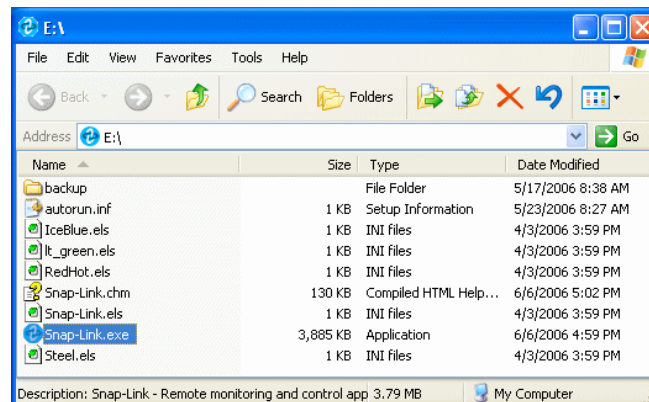 E:\
File Edit View Favorites Tools Help
Back Search Folders
Address E:\ Go
Name Size Type Date Modified
backup File Folder 5/17/2006 8:38 AM
autorun.inf 1 KB Setup Information 5/23/2006 8:27 AM
IceBlue.els 1 KB INI files 4/3/2006 3:59 PM
lt_green.els 1 KB INI files 4/3/2006 3:59 PM
RedHot.els 1 KB INI files 4/3/2006 3:59 PM
Snap-Link.chm 130 KB Compiled HTML Help... 6/6/2006 5:02 PM
Snap-Link.els 1 KB INI files 4/3/2006 3:59 PM
Snap-Link.exe 3,885 KB Application 6/6/2006 4:59 PM
Steel.els 1 KB INI files 4/3/2006 3:59 PM
Description: Snap-Link - Remote monitoring and control app 3.79 MB My Computer